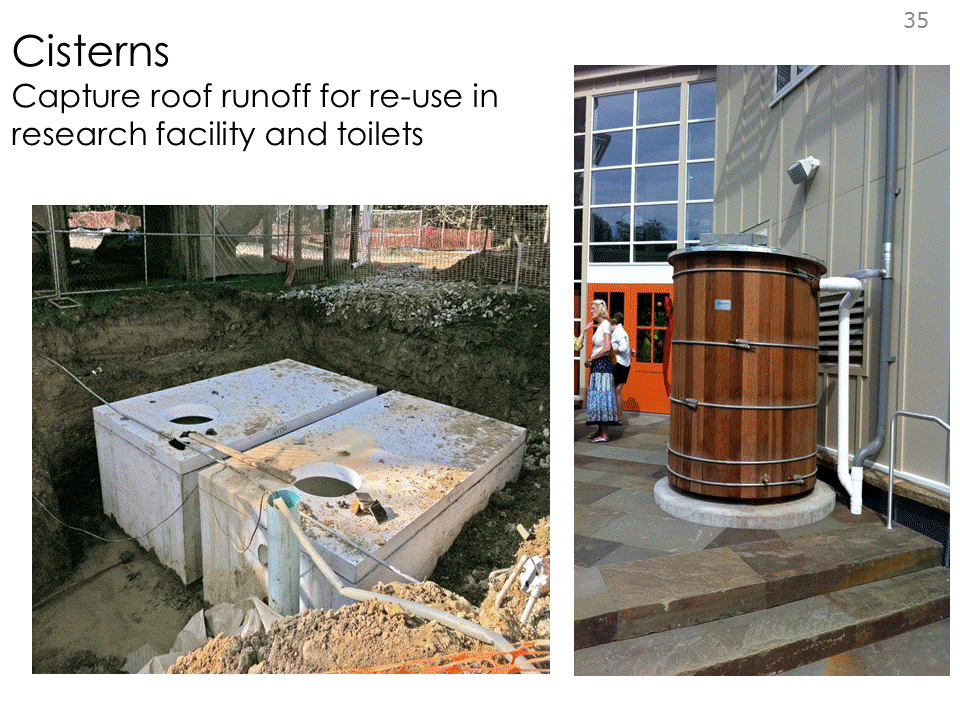 35
Cisterns
Capture roof runoff for re-use in
research facility and toilets